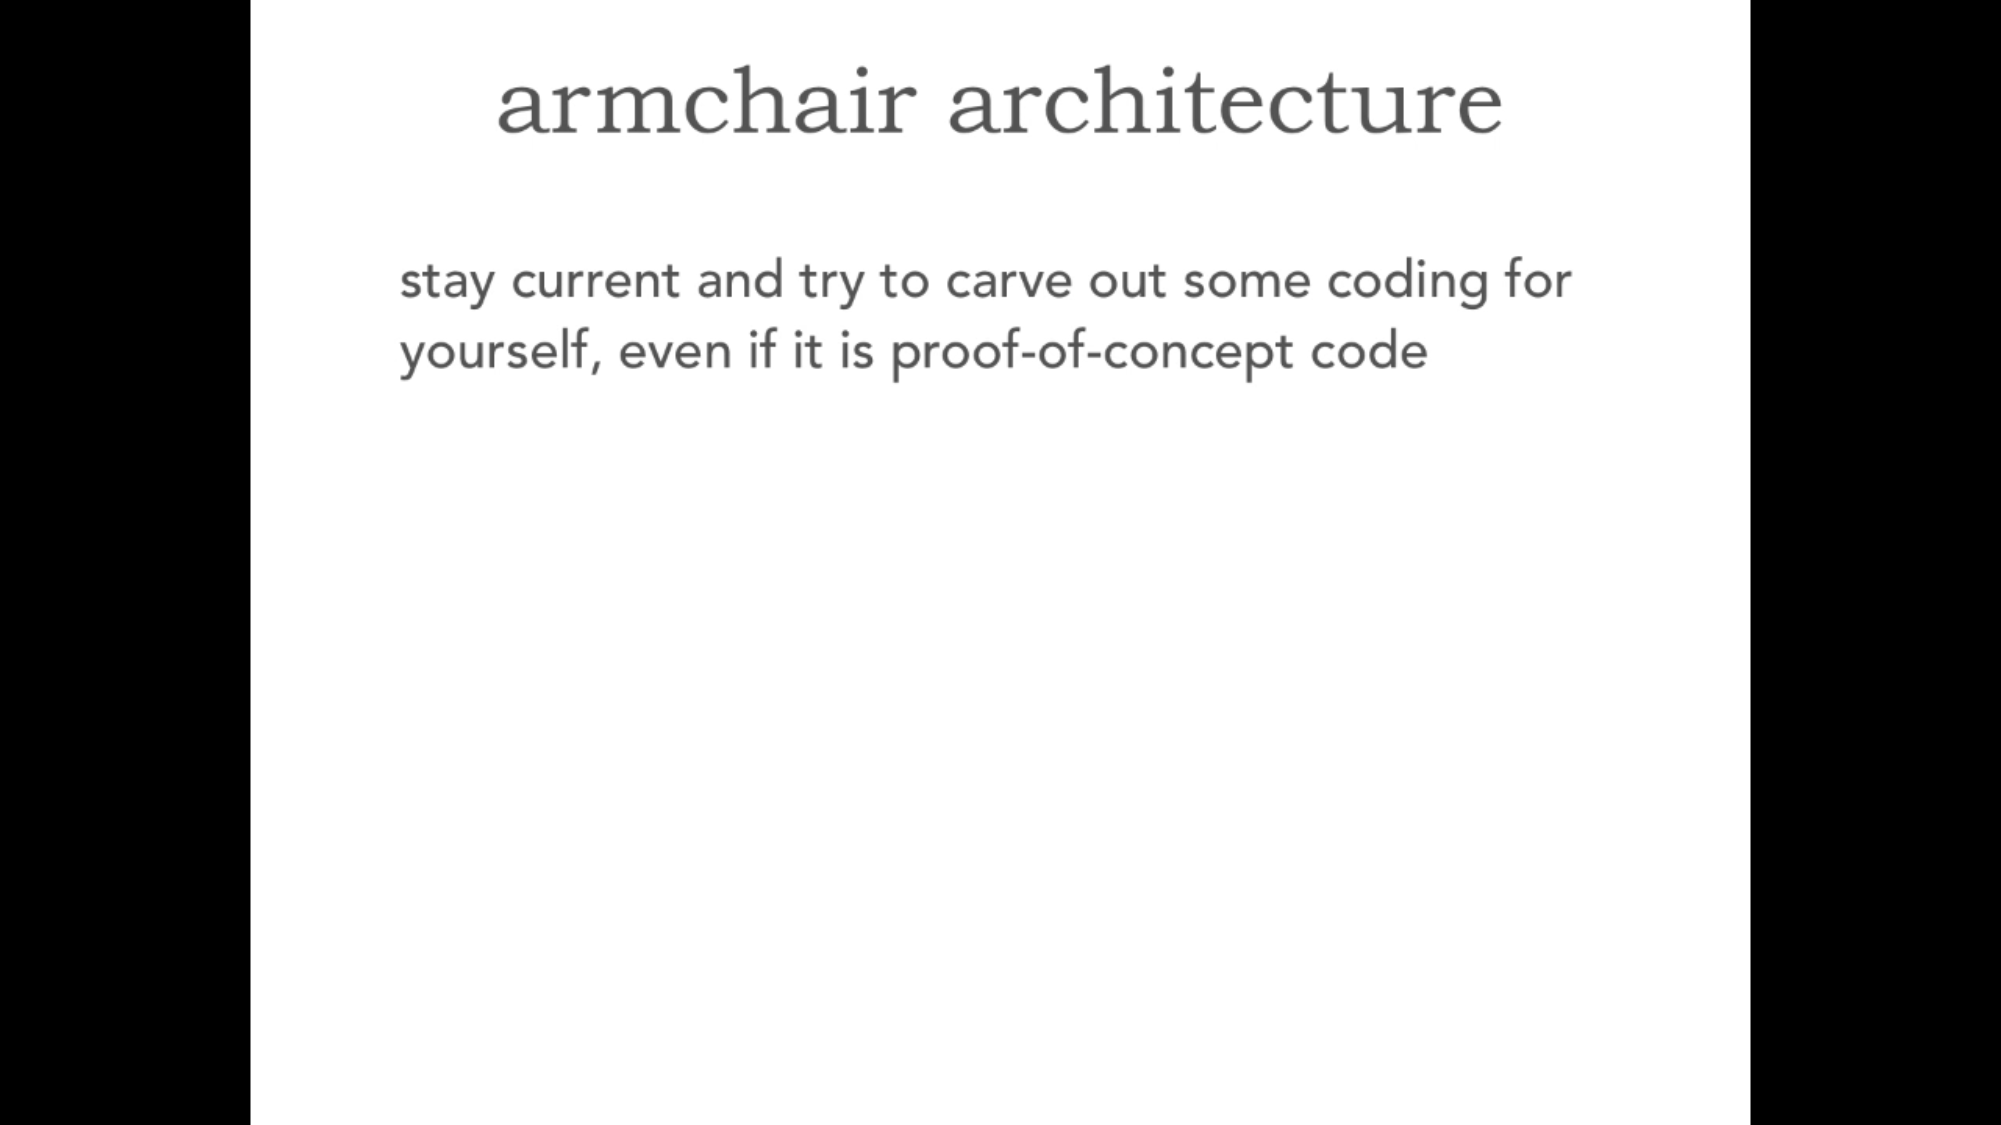 armchair architecture
stay current and try to carve out some coding for
yourself, even if it is proof-of-concept code